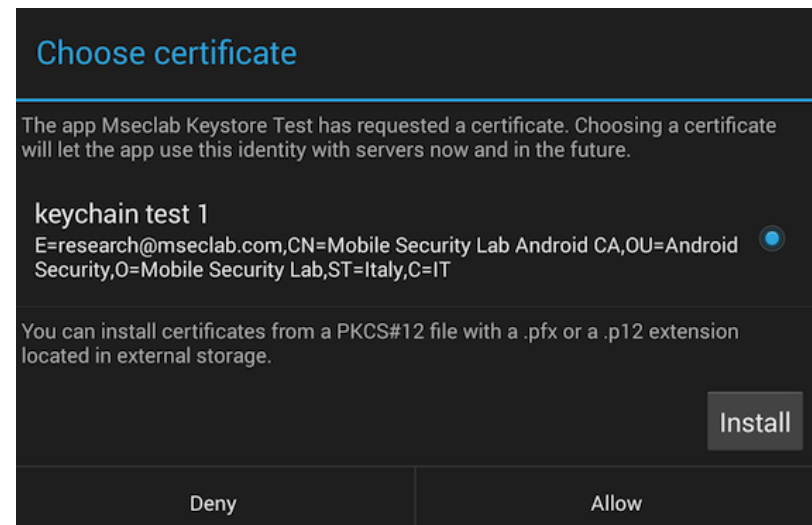 Choose certificate
The app Mseclab Keystore Test has requested a certificate. Choosing a certificate
will let the app use this identity with servers now and in the future.
keychain test 1
E=research@mseclab.com,CN=Mobile Security Lab Android CA,OU=Android
Security,O=Mobile Security Lab,ST=Italy,C=IT
You can install certificates from a PKCS#12 file with a .pfx or a .p12 extension
located in external storage.
Install
Deny
Allow